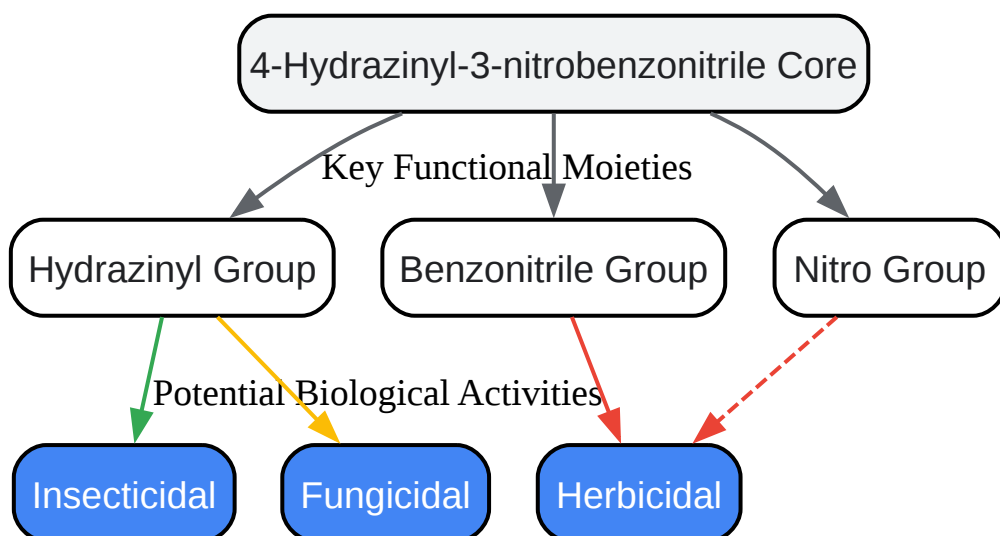 4-Hydrazinyl-3-nitrobenzonitrile Core
Key Functional Moieties
Hydrazinyl Group
Benzonitrile Group
Nitro Group
Potential Biological Activities
Insecticidal
Fungicidal
Herbicidal